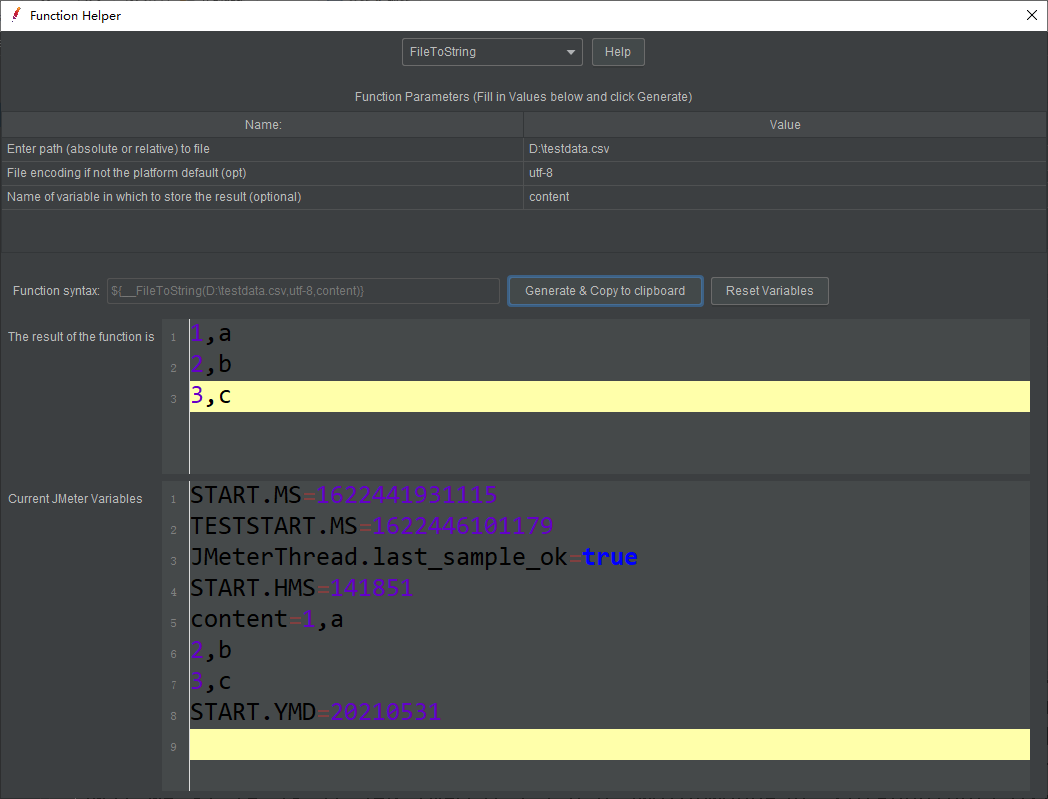 Function Helper
FileToString
Help
Function Parameters (Fill in Values below and click Generate)
Name: Value
Enter path (absolute or relative) to file D:\testdata.csv
File encoding if not the platform default (opt) utf-8
Name of variable in which to store the result (optional) content
Function syntax: ${__FileToString(D:\testdata.csv,utf-8,content)} Generate & Copy to clipboard Reset Variables
The result of the function is
1 1,a
2 2,b
3 3,c
Current JMeter Variables
1 START.MS=1622441931115
2 TESTSTART.MS=1622446101179
3 JMeterThread.last_sample_ok=true
4 START.HMS=141851
5 content=1,a
6 2,b
7 3,c
8 START.YMD=20210531
9